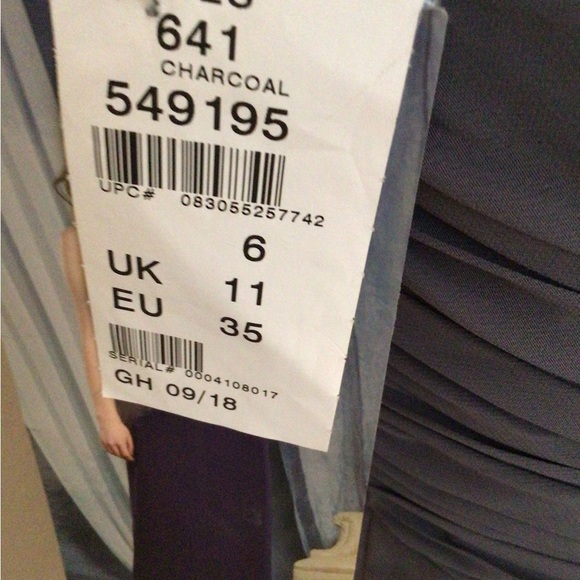 641
CHARCOAL
549195
UPC# 083055257742
6
UK 11
EU 35
SERIAL# 0004108017
GH 09/18